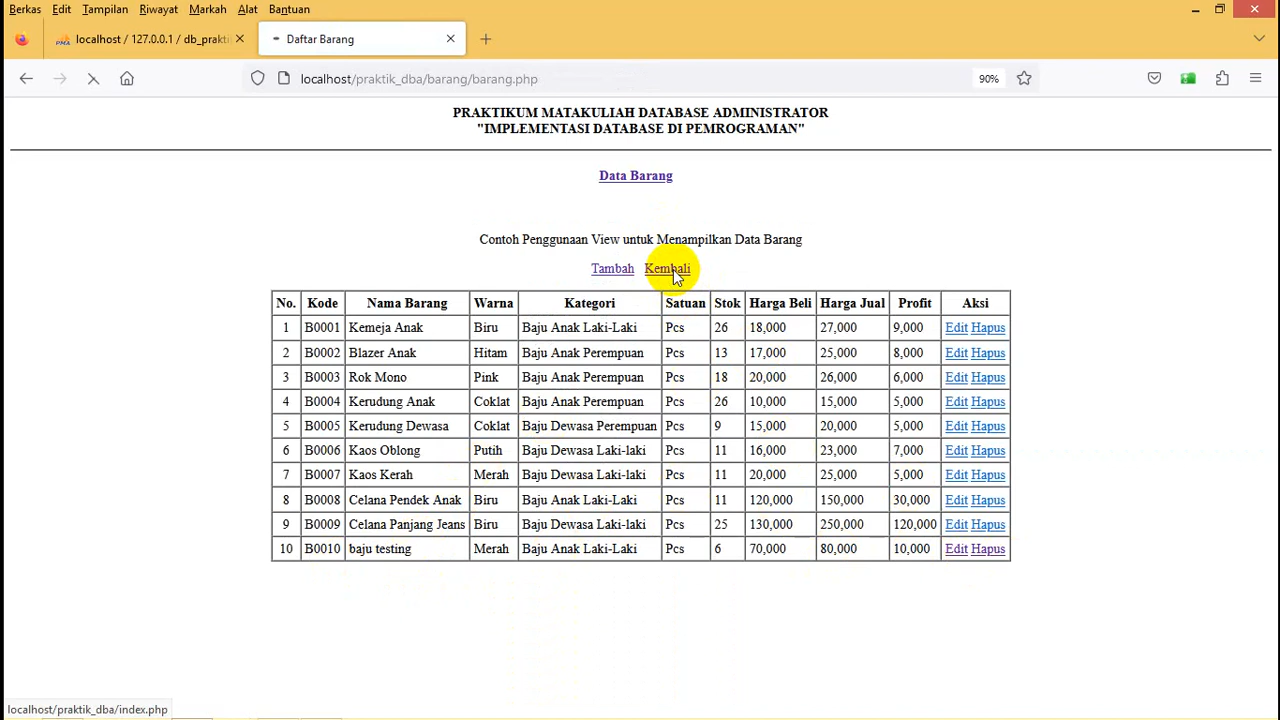 Berkas Edit Tampilan Riwayat Markah Alat Bantuan
localhost / 127.0.0.1 / db_prakti Daftar Barang
localhost/praktik_dba/barang/barang.php 90%
PRAKTIKUM MATAKULIAH DATABASE ADMINISTRATOR
"IMPLEMENTASI DATABASE DI PEMROGRAMAN"
Data Barang
Contoh Penggunaan View untuk Menampilkan Data Barang
Tambah Kembali
No. Kode Nama Barang Warna Kategori Satuan Stok Harga Beli Harga Jual Profit Aksi
1 B0001 Kemeja Anak Biru Baju Anak Laki-Laki Pcs 26 18,000 27,000 9,000 Edit Hapus
2 B0002 Blazer Anak Hitam Baju Anak Perempuan Pcs 13 17,000 25,000 8,000 Edit Hapus
3 B0003 Rok Mono Pink Baju Anak Perempuan Pcs 18 20,000 26,000 6,000 Edit Hapus
4 B0004 Kerudung Anak Coklat Baju Anak Perempuan Pcs 26 10,000 15,000 5,000 Edit Hapus
5 B0005 Kerudung Dewasa Coklat Baju Dewasa Perempuan Pcs 9 15,000 20,000 5,000 Edit Hapus
6 B0006 Kaos Oblong Putih Baju Dewasa Laki-laki Pcs 11 16,000 23,000 7,000 Edit Hapus
7 B0007 Kaos Kerah Merah Baju Dewasa Laki-laki Pcs 11 20,000 25,000 5,000 Edit Hapus
8 B0008 Celana Pendek Anak Biru Baju Anak Laki-Laki Pcs 11 120,000 150,000 30,000 Edit Hapus
9 B0009 Celana Panjang Jeans Biru Baju Dewasa Laki-laki Pcs 25 130,000 250,000 120,000 Edit Hapus
10 B0010 baju testing Merah Baju Anak Laki-Laki Pcs 6 70,000 80,000 10,000 Edit Hapus
localhost/praktik_dba/index.php